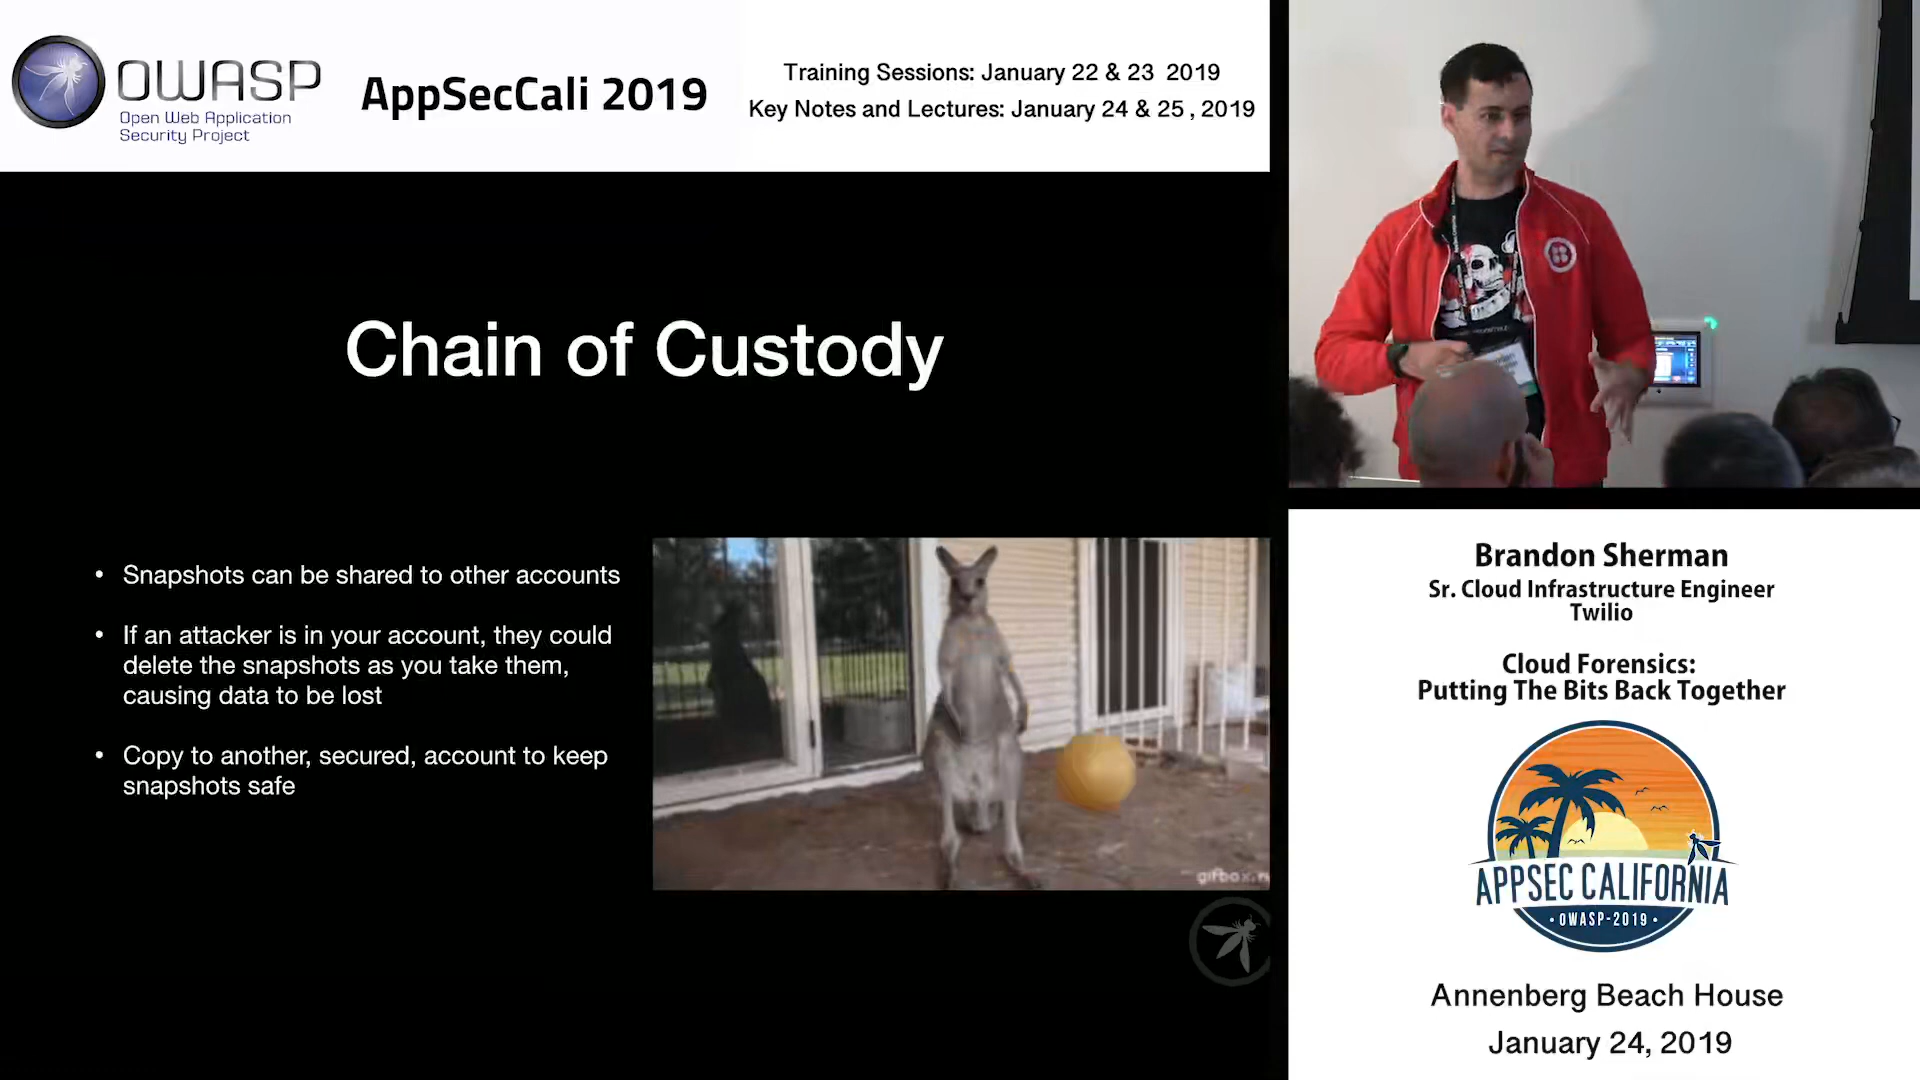 OWASP
Open Web Application
Security Project
AppSecCali 2019
Training Sessions: January 22 & 23 2019
Key Notes and Lectures: January 24 & 25 , 2019
Chain of Custody
• Snapshots can be shared to other accounts
• If an attacker is in your account, they could
delete the snapshots as you take them,
causing data to be lost
• Copy to another, secured, account to keep
snapshots safe
Brandon Sherman
Sr. Cloud Infrastructure Engineer
Twilio
Cloud Forensics:
Putting The Bits Back Together
APPSEC CALIFORNIA
• OWASP-2019 •
Annenberg Beach House
January 24, 2019